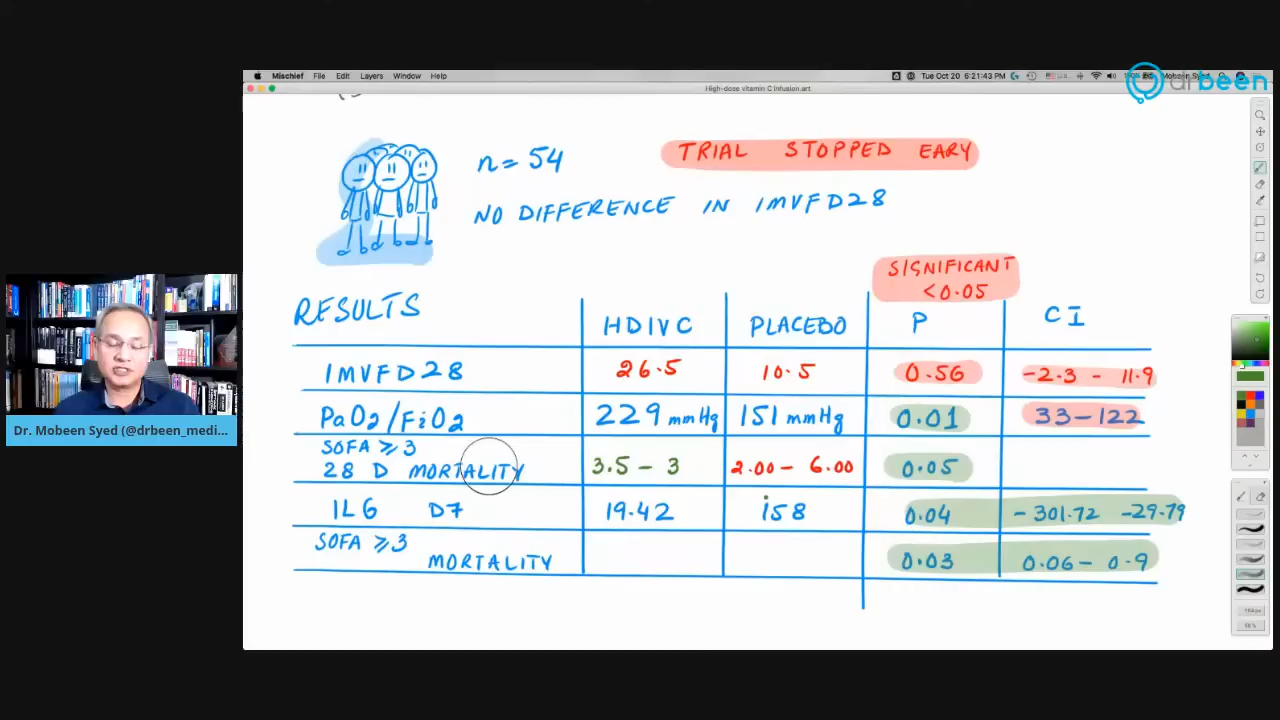 Mischief File Edit Layers Window Help
Tue Oct 20 6:21:43 PM
Mobeen Syed
High-dose vitamin C Infusion.art
drbeen
n = 54
TRIAL STOPPED EARY
NO DIFFERENCE IN IMVFD28
SIGNIFICANT
<0.05
RESULTS HDIVC PLACEBO P CI
IMVFD28 26.5 10.5 0.56 -2.3 - 11.9
PaO2/FiO2 229 mmHg 151 mmHg 0.01 33-122
SOFA ≥3
28 D MORTALITY 3.5 - 3 2.00 - 6.00 0.05
IL6 D7 19.42 158 0.04 -301.72 -29.79
SOFA ≥3
MORTALITY 0.03 0.06 - 0.9
Dr. Mobeen Syed (@drbeen_medi...